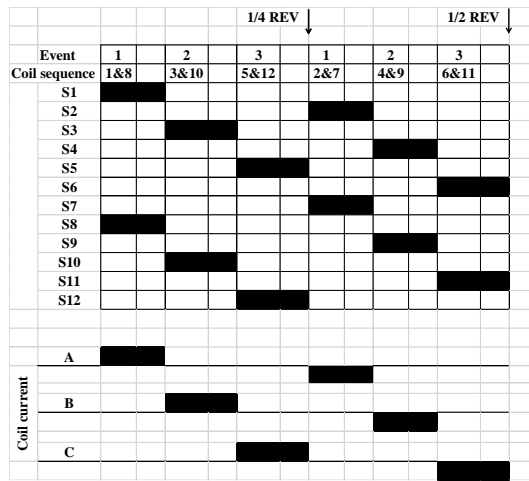 1/4 REV 1/2 REV
Event 1 2 3 1 2 3
Coil sequence 1&8 3&10 5&12 2&7 4&9 6&11
S1
S2
S3
S4
S5
S6
S7
S8
S9
S10
S11
S12
A
B
C
Coil current